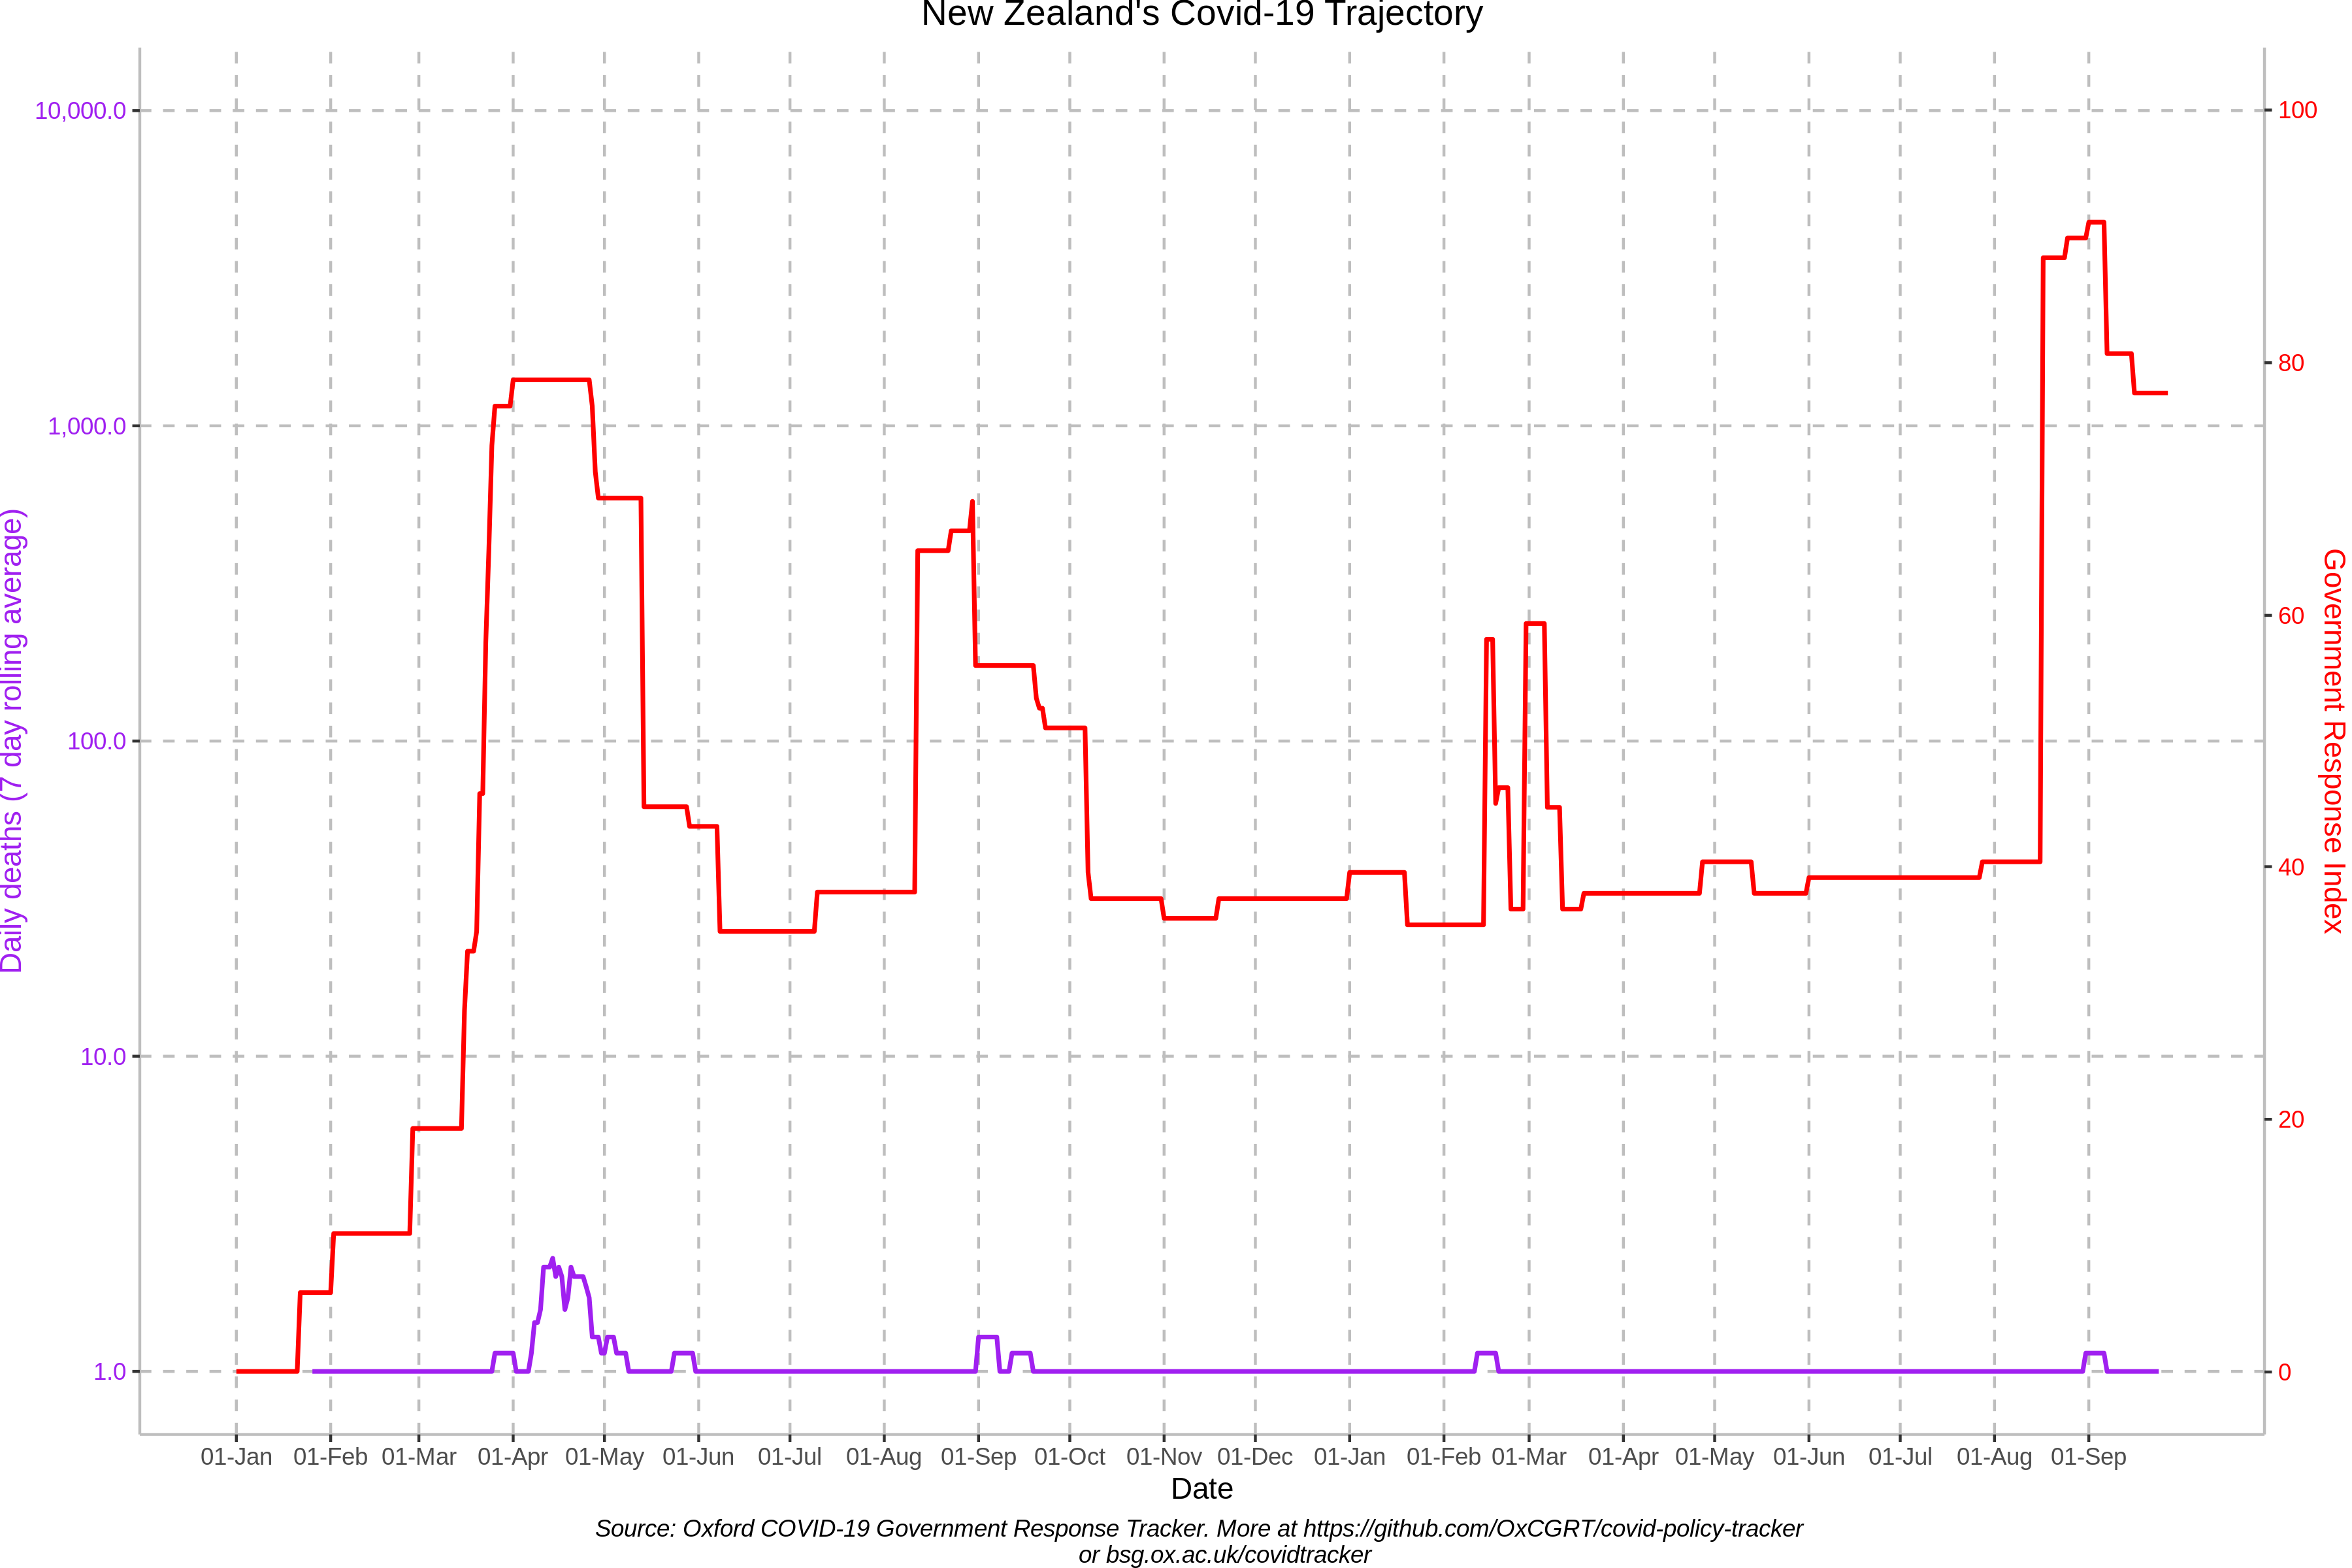 New Zealand's Covid-19 Trajectory
10,000.0
1,000.0
100.0
10.0
1.0
Daily deaths (7 day rolling average)
100
80
60
40
20
0
Government Response Index
01-Jan 01-Feb 01-Mar 01-Apr 01-May 01-Jun 01-Jul 01-Aug 01-Sep 01-Oct 01-Nov 01-Dec 01-Jan 01-Feb 01-Mar 01-Apr 01-May 01-Jun 01-Jul 01-Aug 01-Sep
Date
Source: Oxford COVID-19 Government Response Tracker. More at https://github.com/OxCGRT/covid-policy-tracker
or bsg.ox.ac.uk/covidtracker